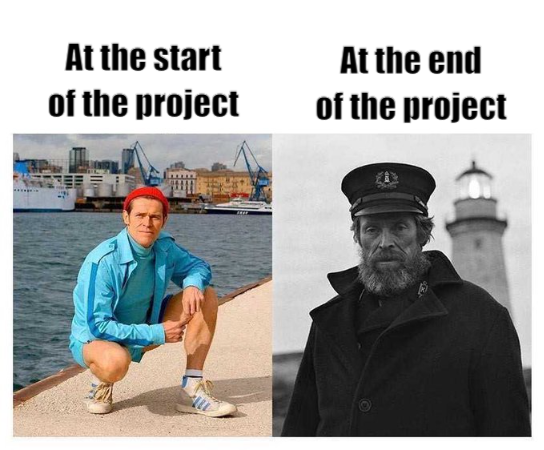 At the start
of the project
At the end
of the project